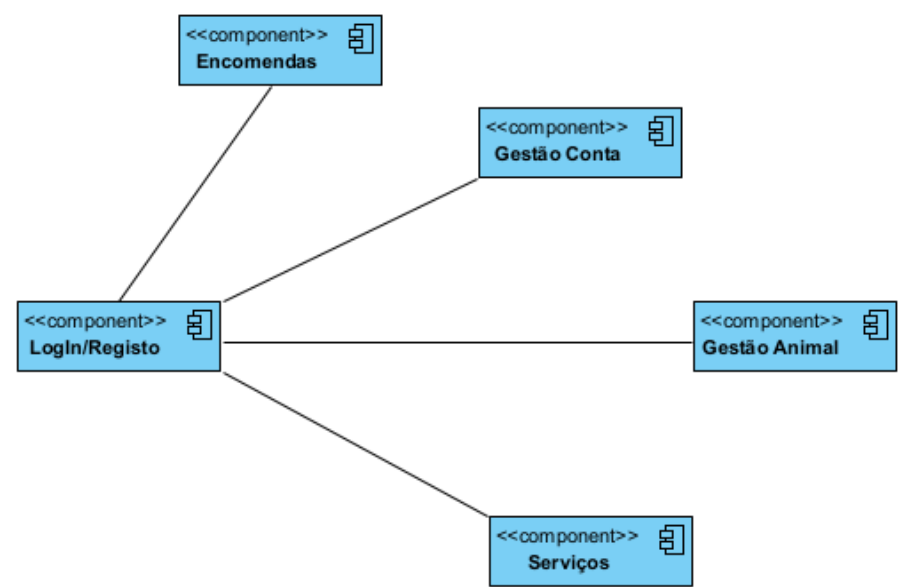 <<component>>
Encomendas
<<component>>
Gestão Conta
<<component>>
LogIn/Registo
<<component>>
Gestão Animal
<<component>>
Serviços